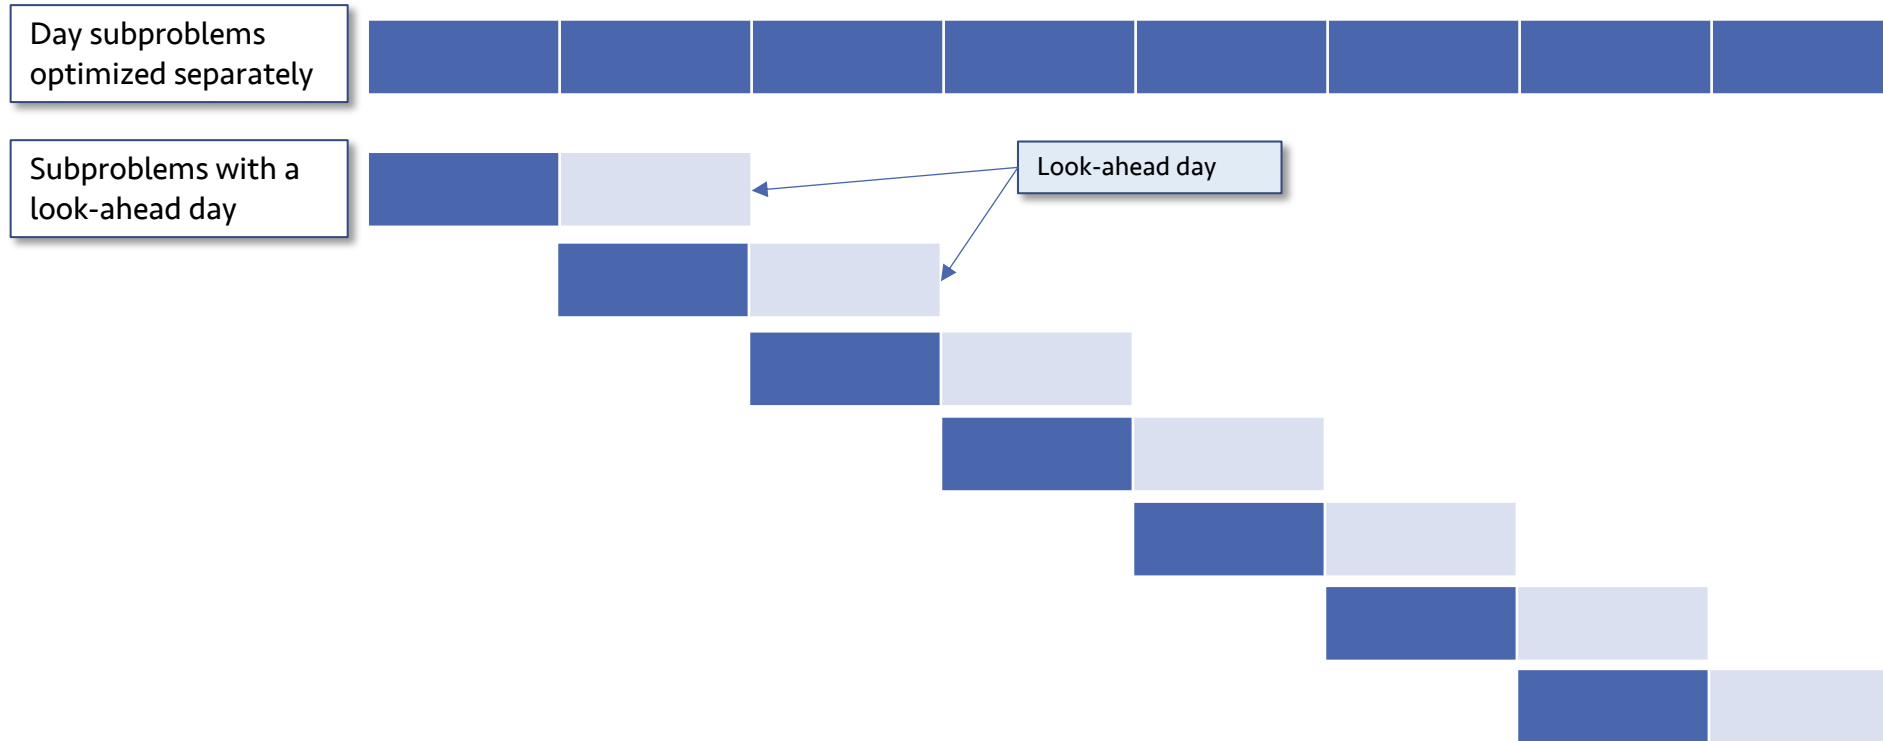 Day subproblems
optimized separately
Subproblems with a
look-ahead day
Look-ahead day